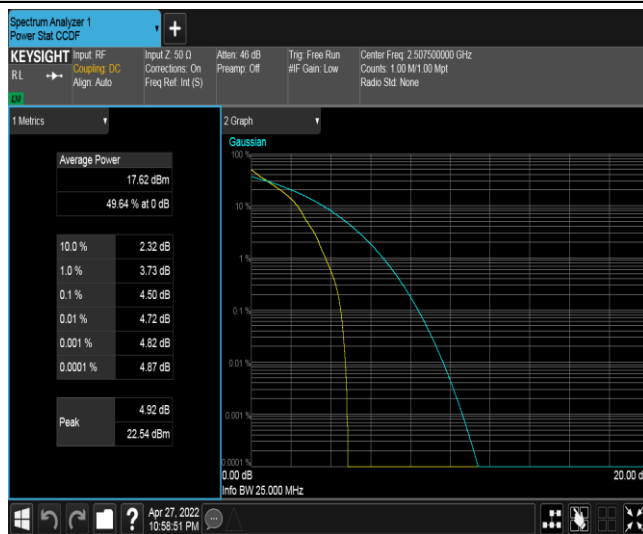 Spectrum Analyzer 1
Power Stat CCDF
+
KEYSIGHT
RL
LXI
Input: RF
Coupling: DC
Align: Auto
Input Z: 50 Ω
Corrections: On
Freq Ref: Int (S)
Atten: 46 dB
Preamp: Off
Trig: Free Run
#IF Gain: Low
Center Freq: 2.507500000 GHz
Counts: 1.00 M/1.00 Mpt
Radio Std: None
1 Metrics
Average Power
17.62 dBm
49.64 % at 0 dB
10.0 % 2.32 dB
1.0 % 3.73 dB
0.1 % 4.50 dB
0.01 % 4.72 dB
0.001 % 4.82 dB
0.0001 % 4.87 dB
Peak
4.92 dB
22.54 dBm
2 Graph
Gaussian
100 %
10 %
1 %
0.1 %
0.01 %
0.001 %
0.0001 %
0.00 dB
20.00 d
Info BW 25.000 MHz
?
Apr 27, 2022
10:58:51 PM